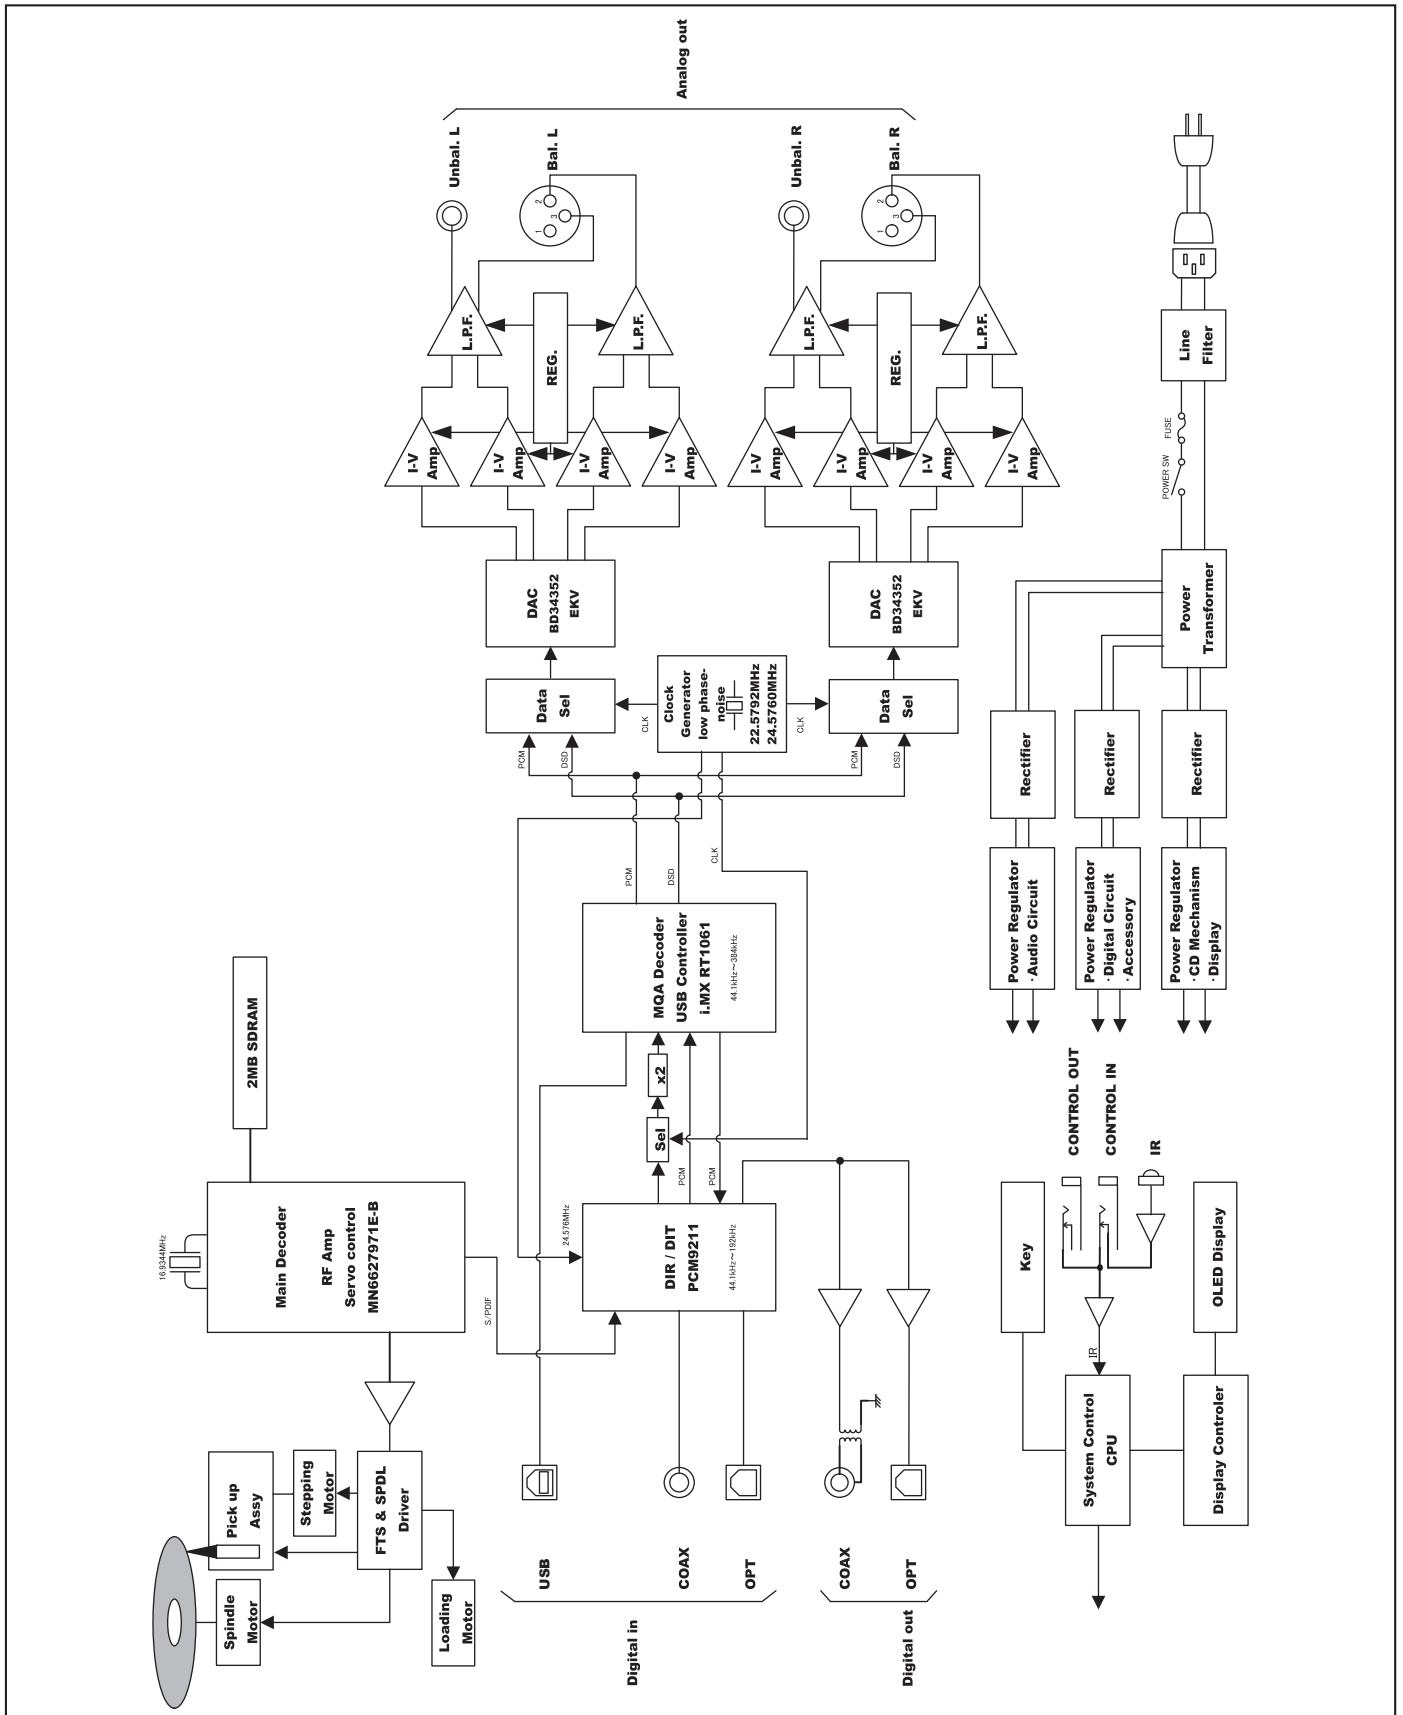 Analog out
Unbal. L
Bal. L
Unbal. R
Bal. R
2
3
1
2
3
1
L.P.F.
L.P.F.
L.P.F.
L.P.F.
REG.
REG.
I-V
Amp
I-V
Amp
I-V
Amp
I-V
Amp
I-V
Amp
I-V
Amp
I-V
Amp
I-V
Amp
DAC
BD34352
EKV
DAC
BD34352
EKV
Data
Sel
Data
Sel
Clock
Generator
low phase-
noise
22.5792MHz
24.5760MHz
CLK
CLK
PCM
DSD
PCM
DSD
PCM
DSD
CLK
MQA Decoder
USB Controller
i.MX RT1061
44.1kHz～384kHz
x2
Sel
PCM
PCM
24.576MHz
DIR / DIT
PCM9211
44.1kHz～192kHz
2MB SDRAM
16.9344MHz
Main Decoder
RF Amp
Servo control
MN6627971E-B
S/PDIF
Pick up
Assy
Stepping
Motor
FTS & SPDL
Driver
Spindle
Motor
Loading
Motor
USB
COAX
OPT
Digital in
COAX
OPT
Digital out
Line
Filter
FUSE
POWER SW
Power
Transformer
Rectifier
Rectifier
Rectifier
Power Regulator
· Audio Circuit
Power Regulator
· Digital Circuit
· Accessory
Power Regulator
· CD Mechanism
· Display
CONTROL OUT
CONTROL IN
IR
Key
OLED Display
IR
System Control
CPU
Display Controler